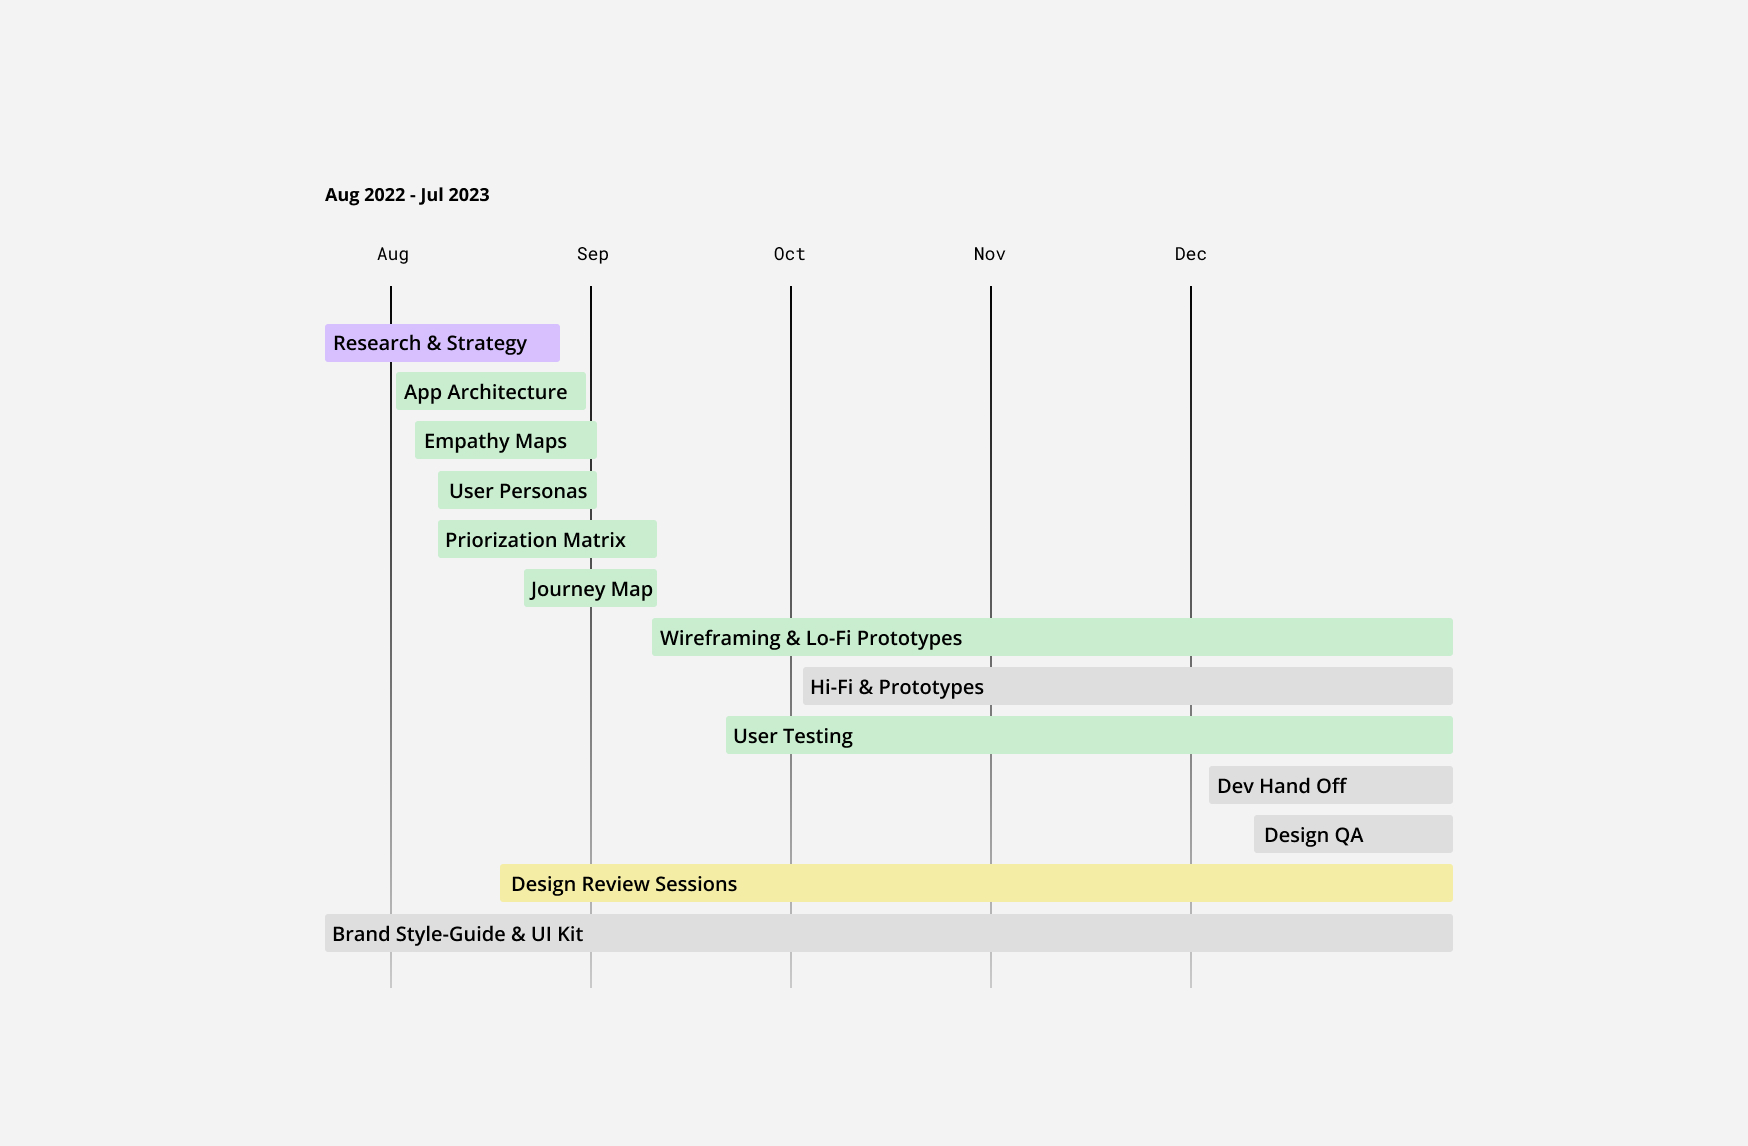 Aug 2022 - Jul 2023
Aug Sep Oct Nov Dec
Research & Strategy
App Architecture
Empathy Maps
User Personas
Priorization Matrix
Journey Map
Wireframing & Lo-Fi Prototypes
Hi-Fi & Prototypes
User Testing
Dev Hand Off
Design QA
Design Review Sessions
Brand Style-Guide & UI Kit